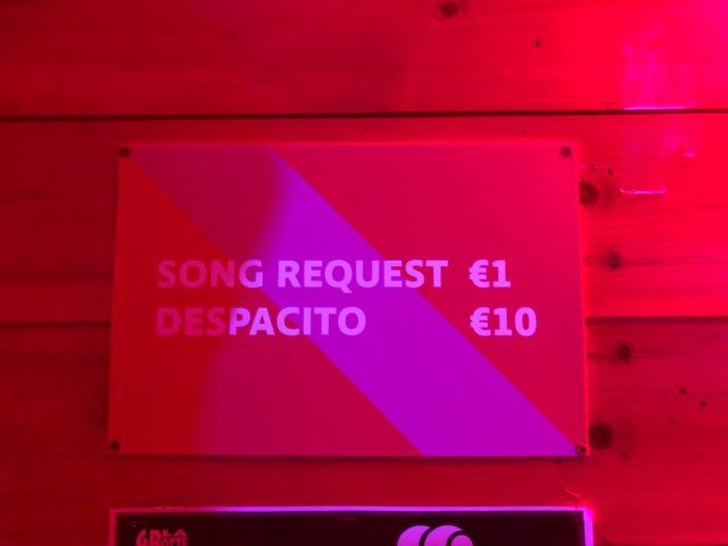 SONG REQUEST €1
DESPACITO €10